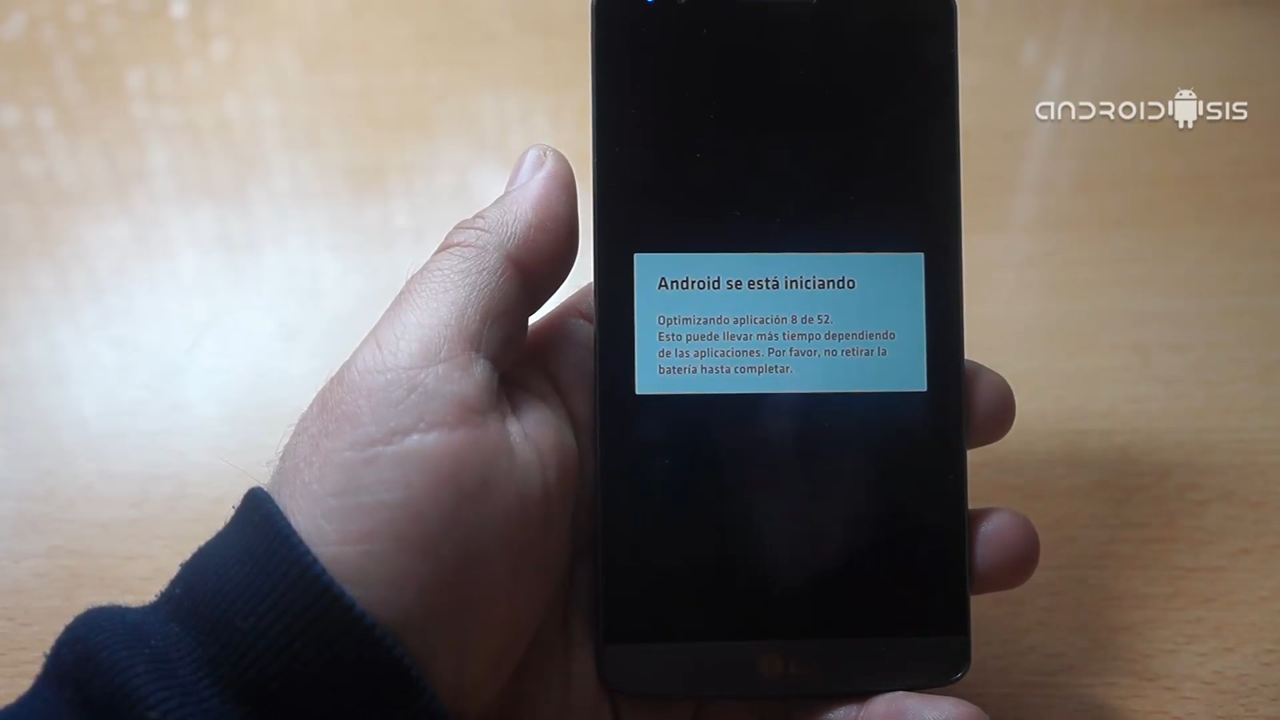 ANDROIDSIS
Android se está iniciando
Optimizando aplicación 8 de 52.
Esto puede llevar más tiempo dependiendo
de las aplicaciones. Por favor, no retirar la
batería hasta completar.